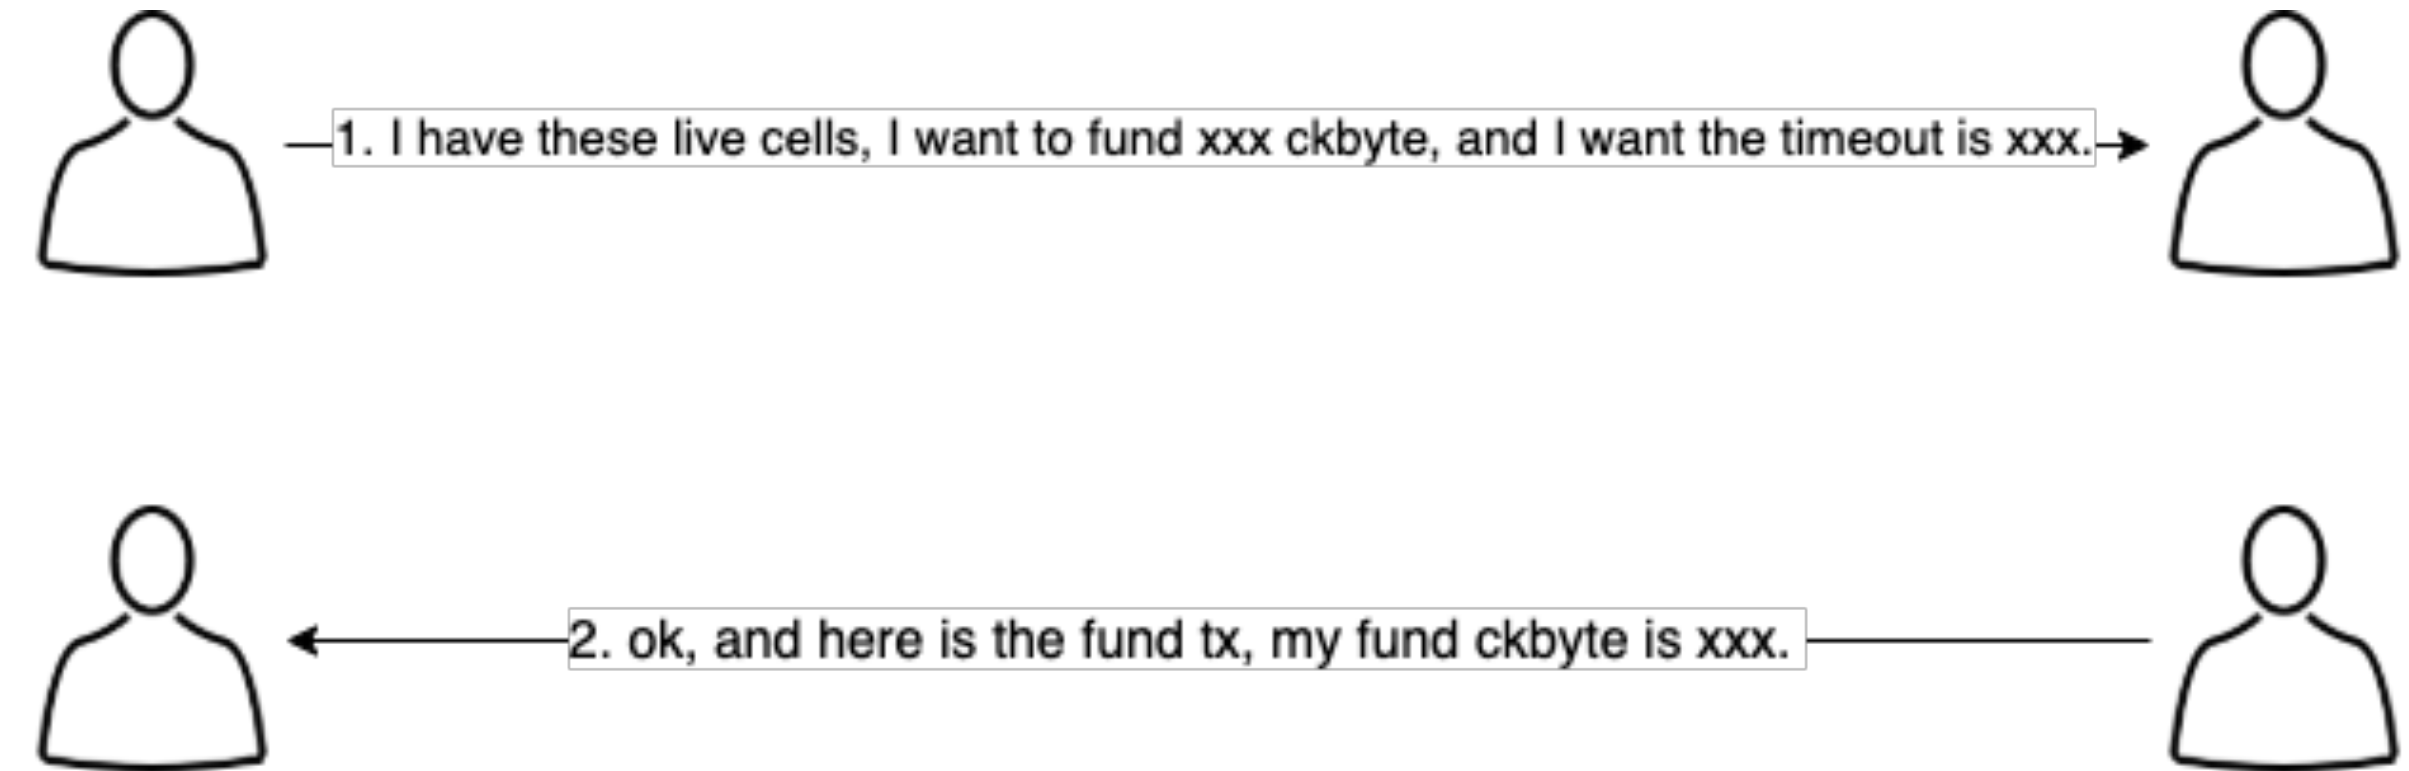 1. I have these live cells, I want to fund xxx ckbyte, and I want the timeout is xxx.
2. ok, and here is the fund tx, my fund ckbyte is xxx.